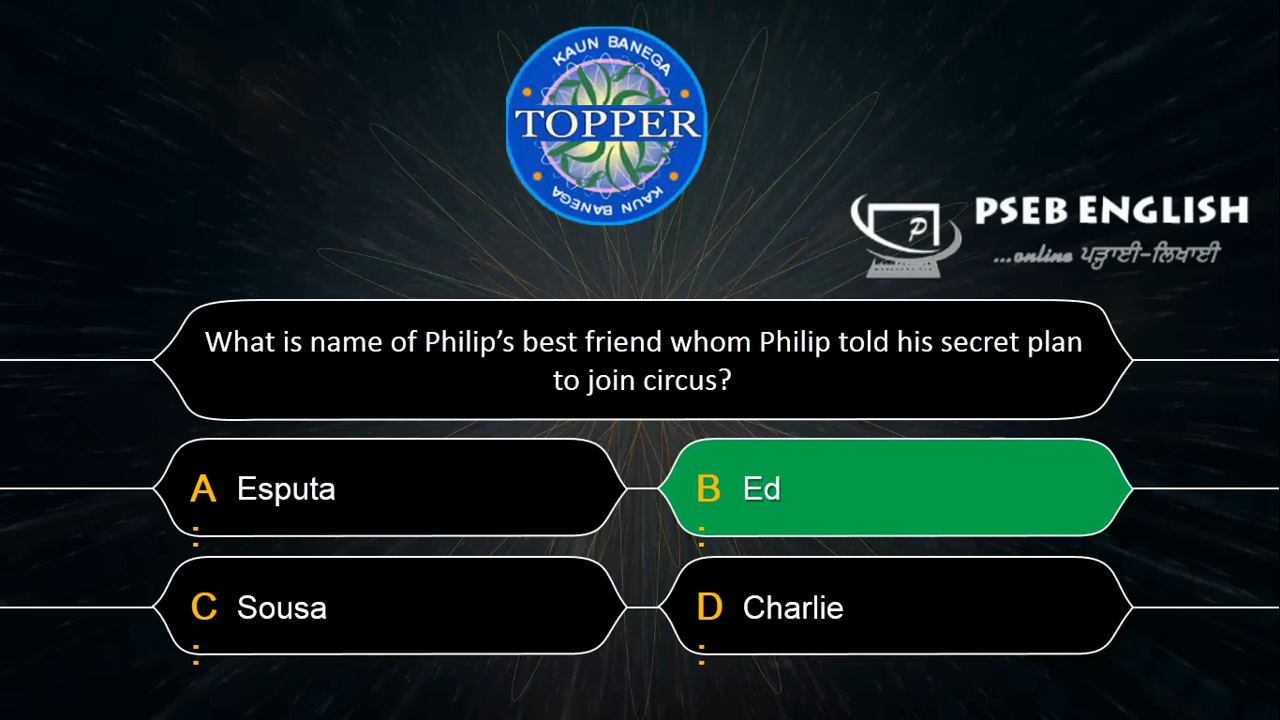 KAUN BANEGA
TOPPER
KAUN BANEGA
PSEB ENGLISH
...online ਪੜ੍ਹਾਈ-ਲਿਖਾਈ
What is name of Philip’s best friend whom Philip told his secret plan
to join circus?
A Esputa
:
B Ed
:
C Sousa
:
D Charlie
: